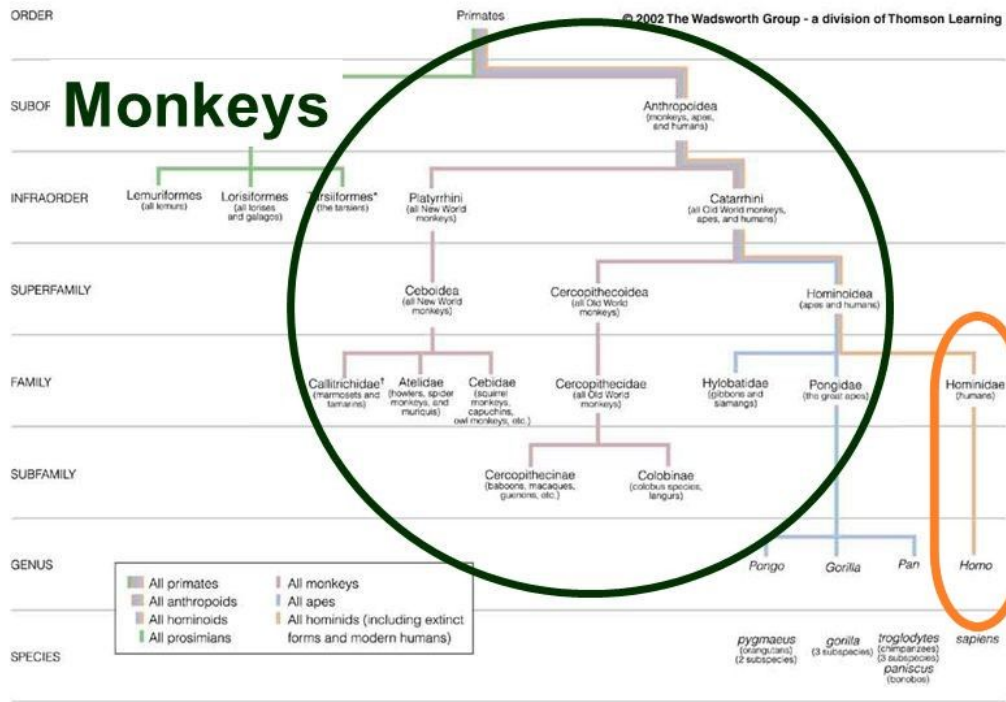 ORDER
Primates
© 2002 The Wadsworth Group - a division of Thomson Learning
Monkeys
SUBOR
Anthropoidea
(monkeys, apes,
and humans)
INFRAORDER
Lemuriformes
(all lemurs)
Lorisiformes
(all lorises
and galagos)
Tarsiiformes*
(the tarsiers)
Platyrrhini
(all New World
monkeys)
Catarrhini
(all Old World monkeys,
apes, and humans)
SUPERFAMILY
Ceboidea
(all New World
monkeys)
Cercopithecoidea
(all Old World
monkeys)
Hominoidea
(apes and humans)
FAMILY
Callitrichidae†
(marmosets and
tamarins)
Atelidae
(howlers, spider
monkeys, and
muriquis)
Cebidae
(squirrel
monkeys,
capuchins,
owl monkeys, etc.)
Cercopithecidae
(all Old World
monkeys)
Hylobatidae
(gibbons and
siamangs)
Pongidae
(the great apes)
Hominidae
(humans)
SUBFAMILY
Cercopithecinae
(baboons, macaques,
guenons, etc.)
Colobinae
(colobus species,
langurs)
GENUS
Pongo
Gorilla
Pan
Homo
All primates
All anthropoids
All hominoids
All prosimians
All monkeys
All apes
All hominids (including extinct
forms and modern humans)
SPECIES
pygmaeus
(orangutans)
(2 subspecies)
gorilla
(3 subspecies)
troglodytes
(chimpanzees)
(3 subspecies)
paniscus
(bonobos)
sapiens